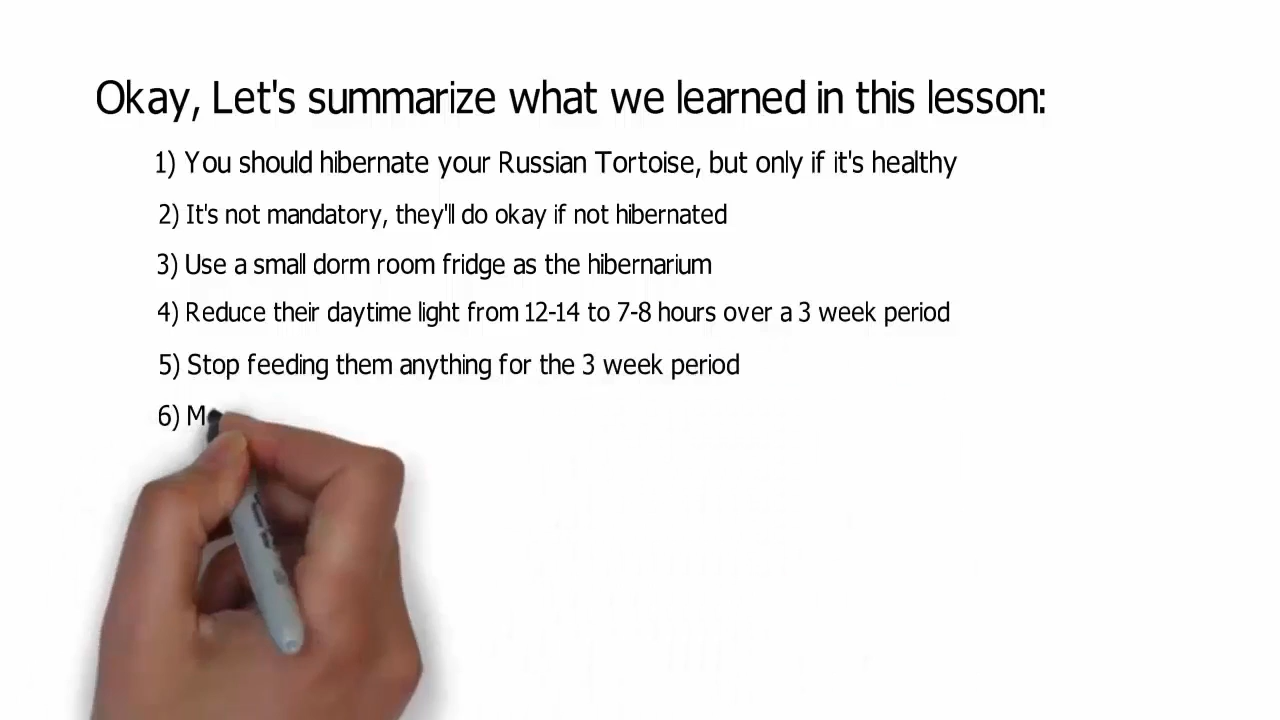 Okay, Let's summarize what we learned in this lesson:
1) You should hibernate your Russian Tortoise, but only if it's healthy
2) It's not mandatory, they'll do okay if not hibernated
3) Use a small dorm room fridge as the hibernarium
4) Reduce their daytime light from 12-14 to 7-8 hours over a 3 week period
5) Stop feeding them anything for the 3 week period
6) M